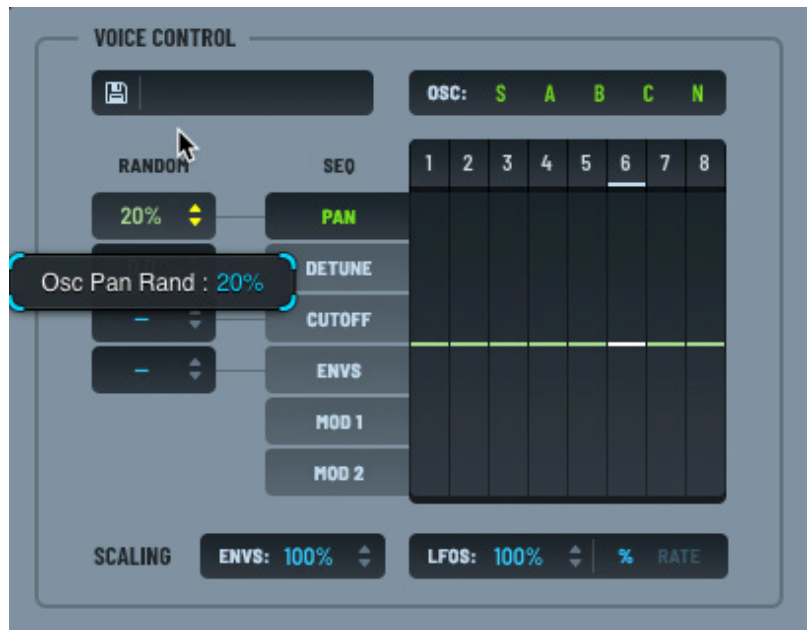 VOICE CONTROL
OSC: S A B C N
RANDOM SEQ 1 2 3 4 5 6 7 8
20% PAN
DETUNE
Osc Pan Rand : 20%
– CUTOFF
– ENVS
MOD 1
MOD 2
SCALING ENVS: 100% LFOS: 100% % RATE